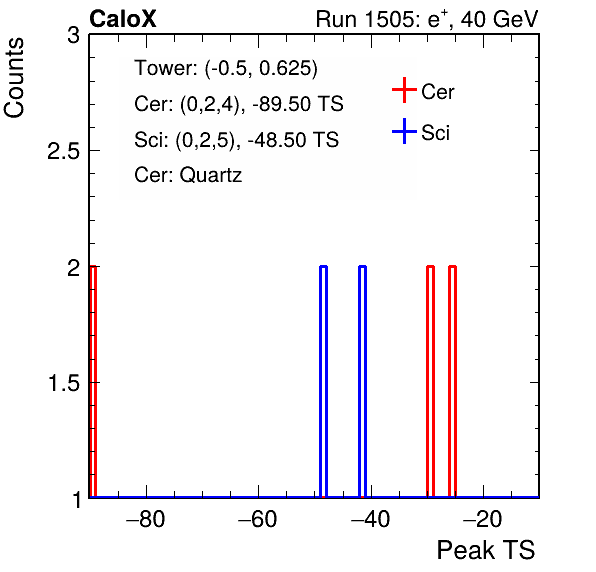 CaloX Run 1505: e+, 40 GeV
Counts
3
2.5
2
1.5
1
Tower: (-0.5, 0.625)
Cer: (0,2,4), -89.50 TS
Sci: (0,2,5), -48.50 TS
Cer: Quartz
Cer
Sci
−80 −60 −40 −20
Peak TS